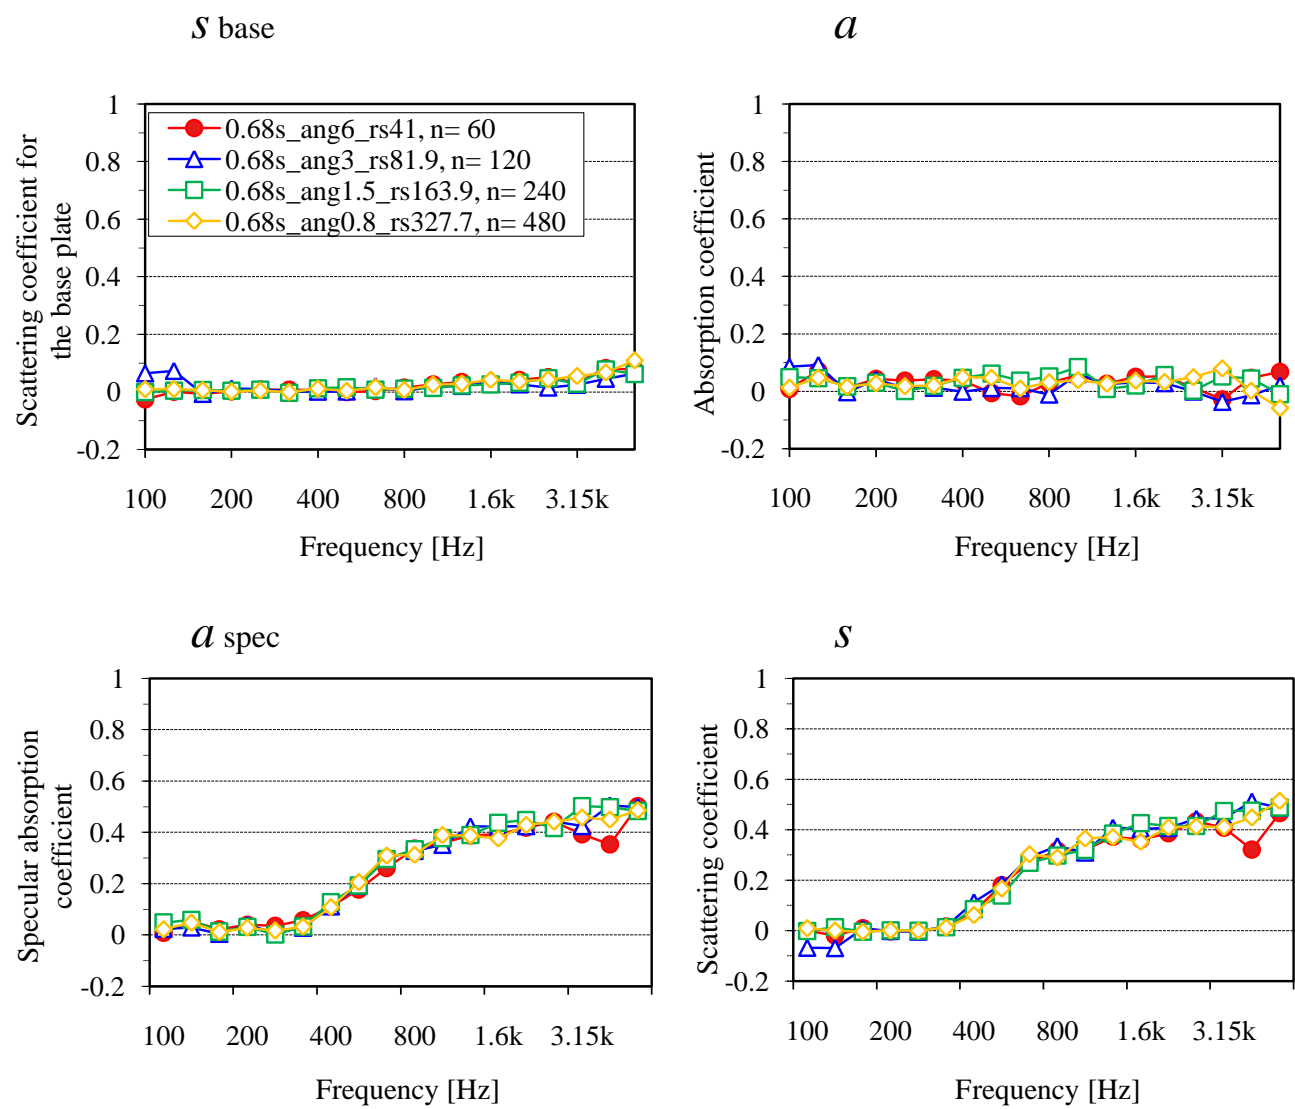 s base
1
0.8
0.6
0.4
0.2
0
-0.2
0.68s_ang6_rs41, n= 60
0.68s_ang3_rs81.9, n= 120
0.68s_ang1.5_rs163.9, n= 240
0.68s_ang0.8_rs327.7, n= 480
Scattering coefficient for
the base plate
100 200 400 800 1.6k 3.15k
Frequency [Hz]
a
1
0.8
0.6
0.4
0.2
0
-0.2
Absorption coefficient
100 200 400 800 1.6k 3.15k
Frequency [Hz]
a spec
1
0.8
0.6
0.4
0.2
0
-0.2
Specular absorption
coefficient
100 200 400 800 1.6k 3.15k
Frequency [Hz]
s
1
0.8
0.6
0.4
0.2
0
-0.2
Scattering coefficient
100 200 400 800 1.6k 3.15k
Frequency [Hz]